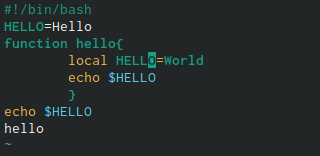 #!/bin/bash
HELLO=Hello
function hello{
        local HELLO=World
        echo $HELLO
        }
echo $HELLO
hello
~